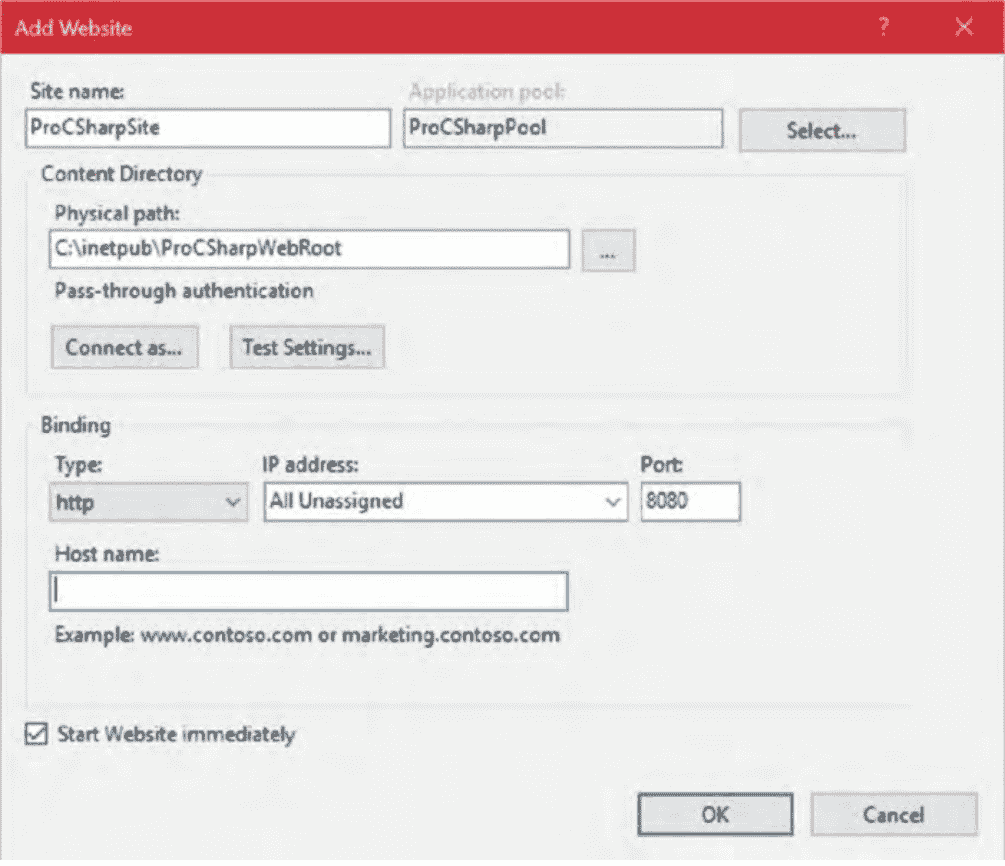 Add Website
?
Site name:
Application pool:
ProCSharpSite
ProCSharpPool
Select...
Content Directory
Physical path:
C:\inetpub\ProCSharpWebRoot
...
Pass-through authentication
Connect as...
Test Settings...
Binding
Type:
IP address:
Port:
http
All Unassigned
8080
Host name:
Example: www.contoso.com or marketing.contoso.com
Start Website immediately
OK
Cancel